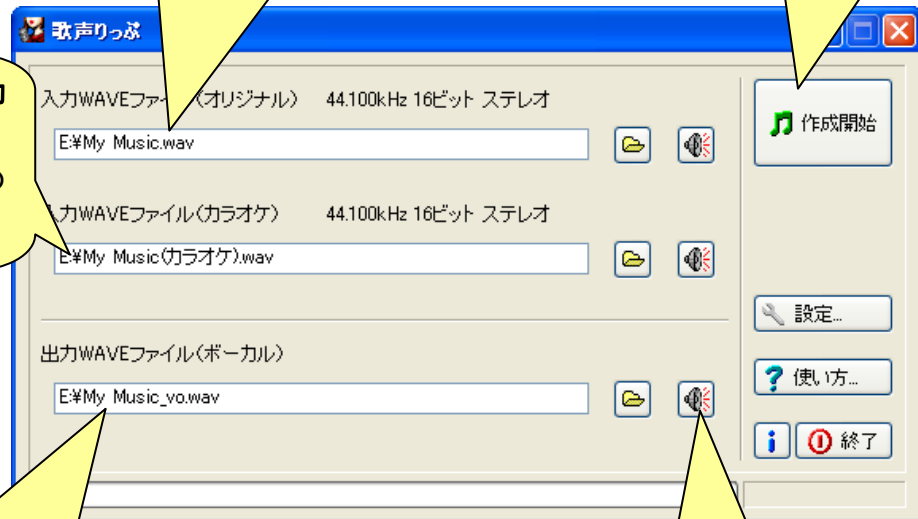 歌声りっぷ
入力WAVEファイル(オリジナル) 44.100kHz 16ビット ステレオ
E:¥My Music.wav
作成開始
入力WAVEファイル(カラオケ) 44.100kHz 16ビット ステレオ
E:¥My Music(カラオケ).wav
設定...
出力WAVEファイル(ボーカル)
使い方...
E:¥My Music_vo.wav
終了